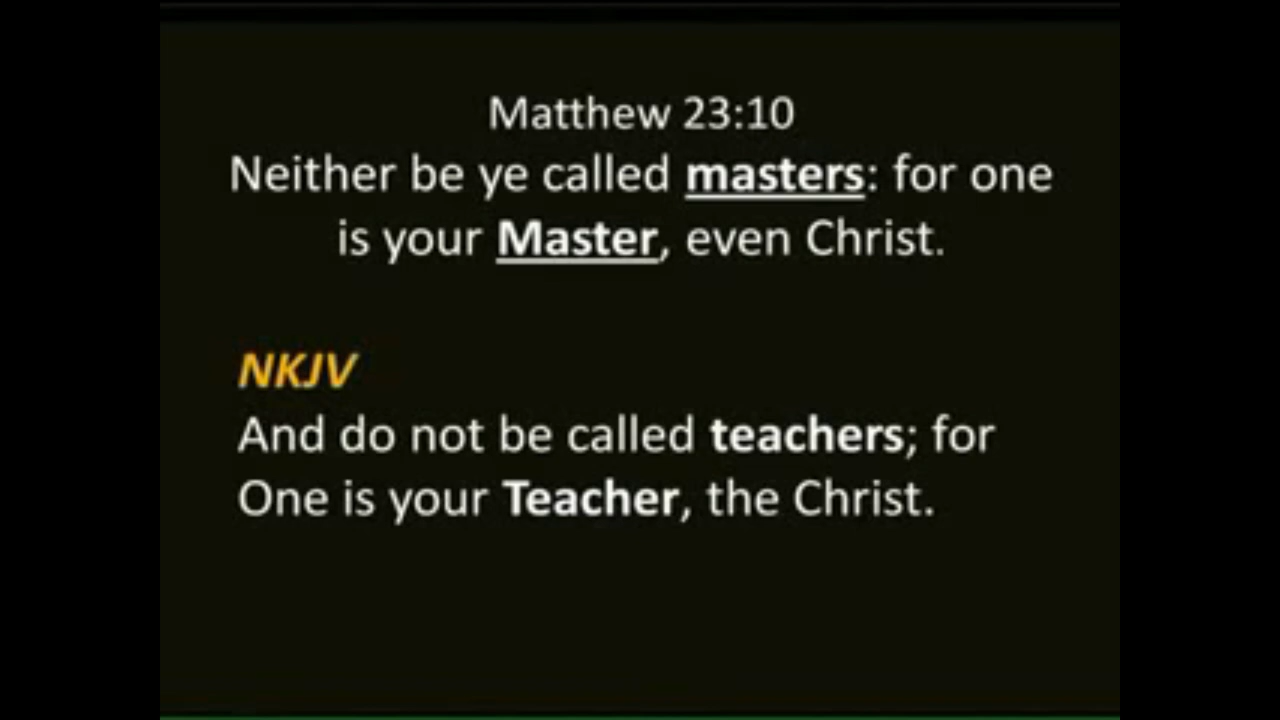 Matthew 23:10
Neither be ye called masters: for one
is your Master, even Christ.
NKJV
And do not be called teachers; for
One is your Teacher, the Christ.